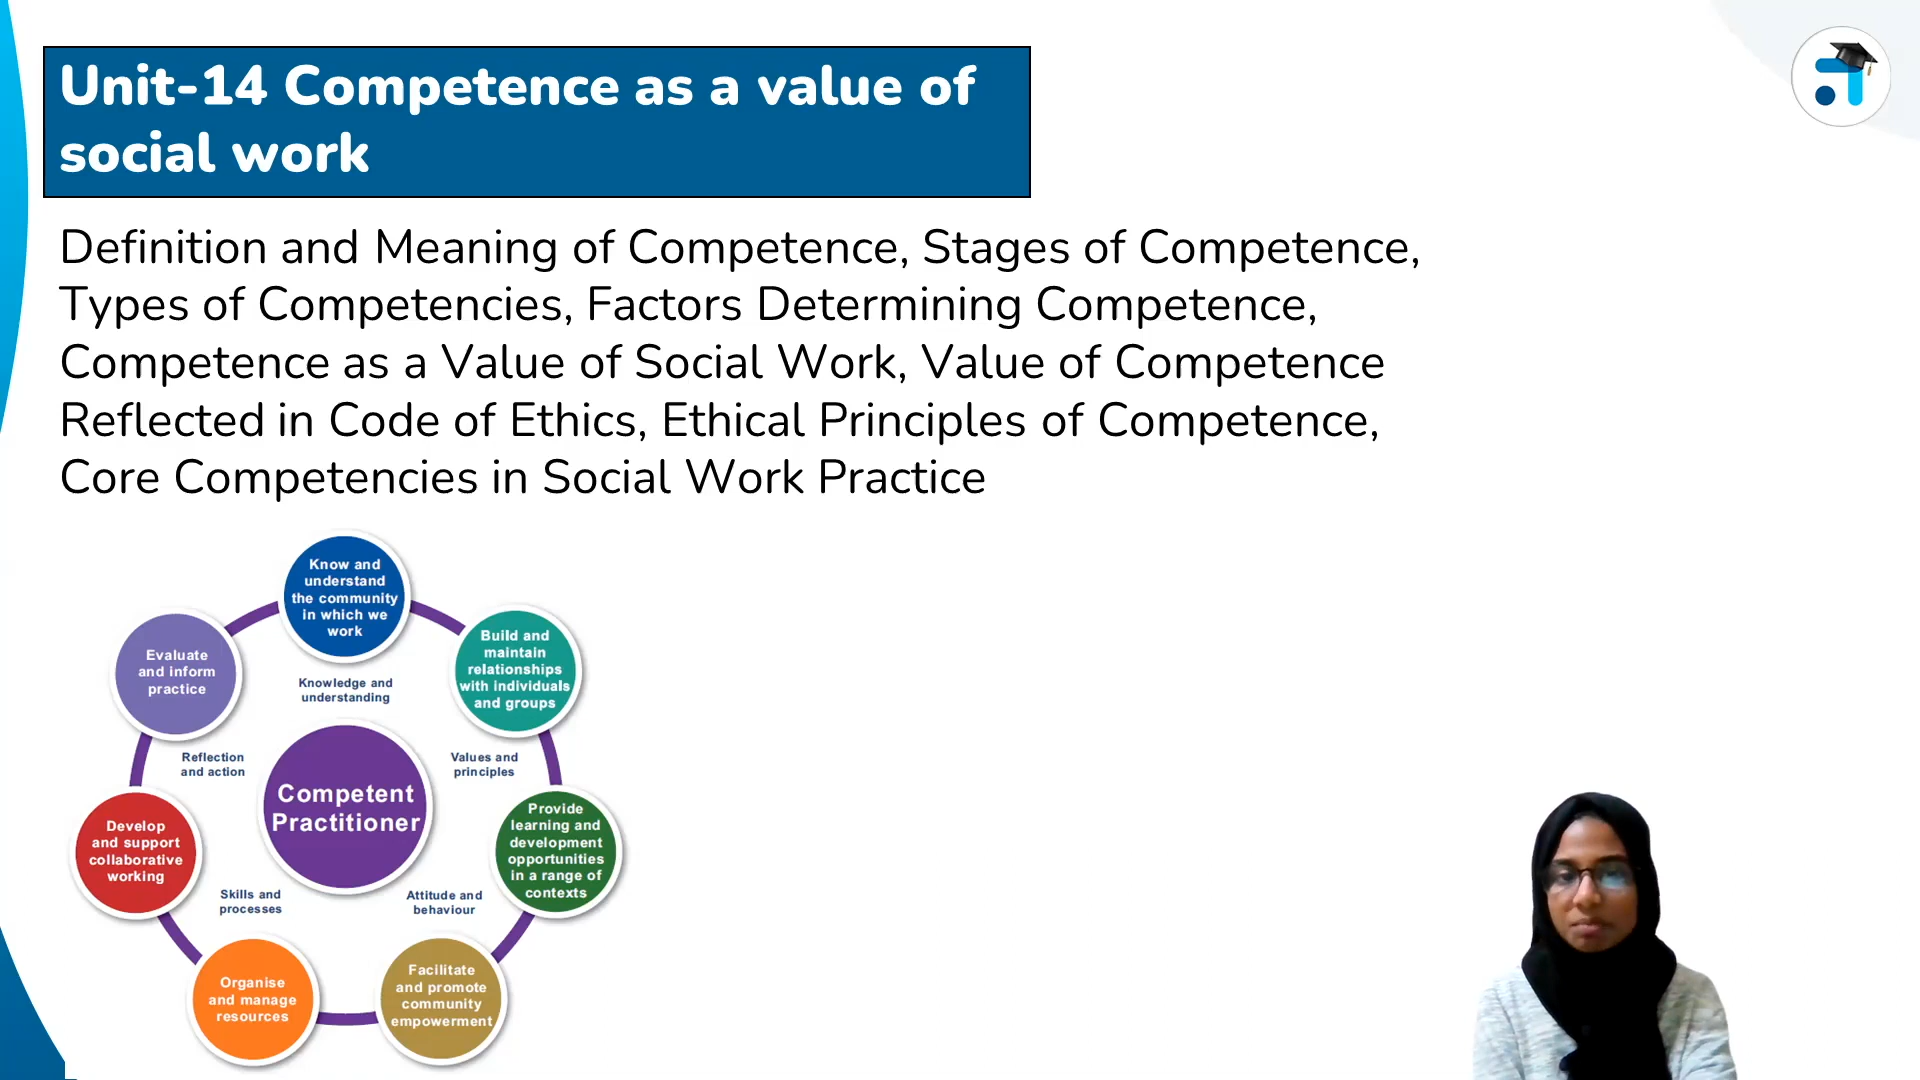 Unit-14 Competence as a value of
social work
Definition and Meaning of Competence, Stages of Competence,
Types of Competencies, Factors Determining Competence,
Competence as a Value of Social Work, Value of Competence
Reflected in Code of Ethics, Ethical Principles of Competence,
Core Competencies in Social Work Practice
Know and
understand
the community
in which we
work
Build and
maintain
relationships
with individuals
and groups
Evaluate
and inform
practice
Knowledge and
understanding
Reflection
and action
Values and
principles
Competent
Practitioner
Provide
learning and
development
opportunities
in a range of
contexts
Develop
and support
collaborative
working
Skills and
processes
Attitude and
behaviour
Organise
and manage
resources
Facilitate
and promote
community
empowerment